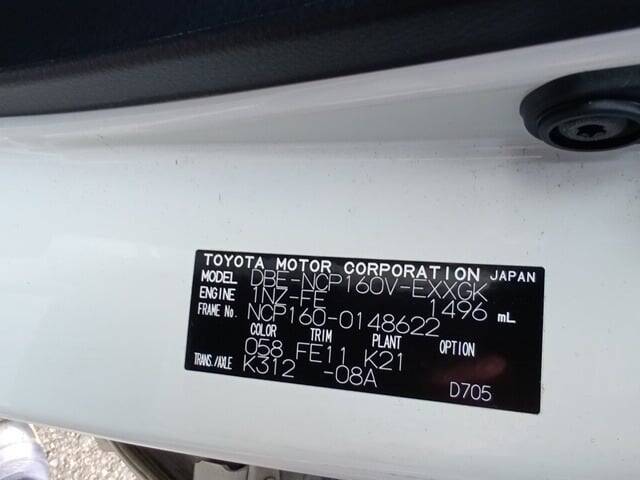 TOYOTA MOTOR CORPORATION JAPAN
MODEL DBE-NCP160V-EXXGK
ENGINE 1NZ-FE 1496 mL
FRAME No. NCP160-0148622
COLOR TRIM PLANT OPTION
058 FE11 K21
TRANS./AXLE K312 -08A
D705